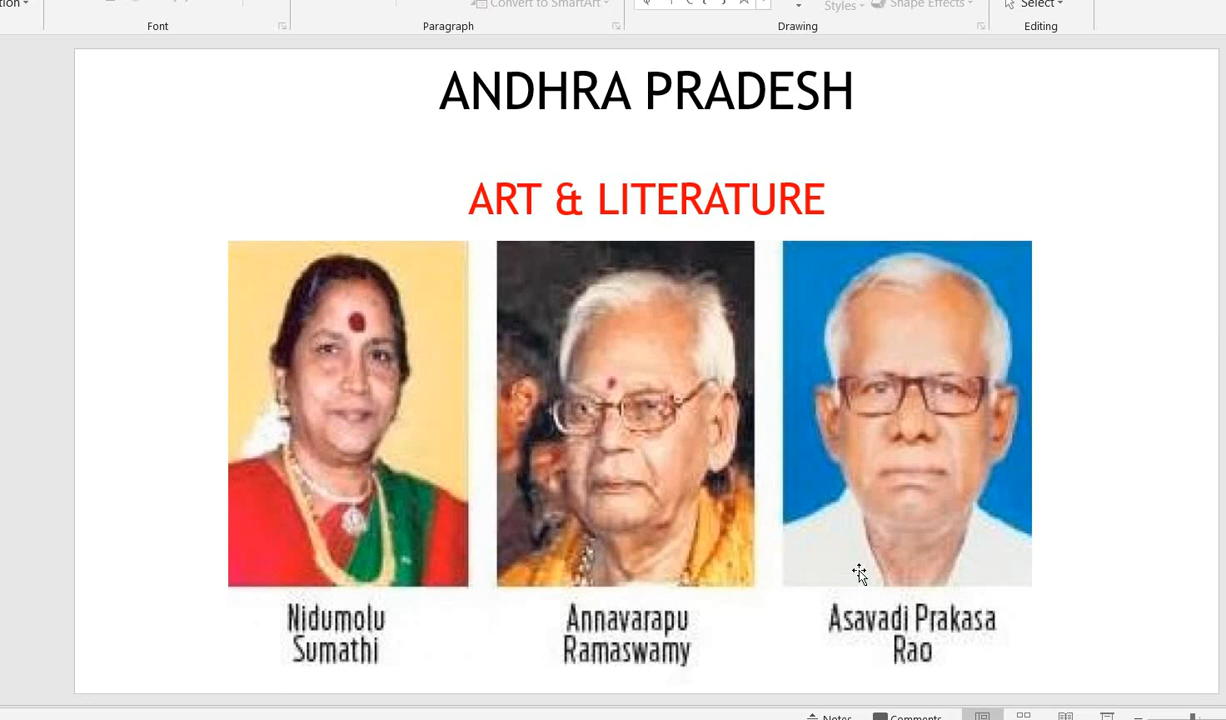 Convert to SmartArt
Styles
Shape Effects
Select
Font
Paragraph
Drawing
Editing
ANDHRA PRADESH
ART & LITERATURE
Nidumolu
Sumathi
Annavarapu
Ramaswamy
Asavadi Prakasa
Rao
Notes
Comments